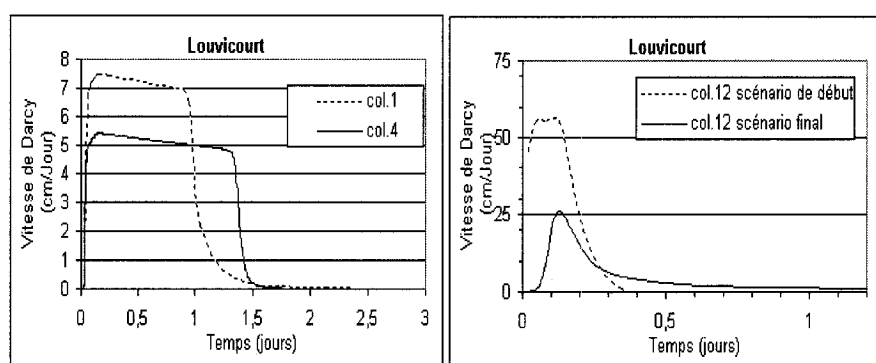 Louvicourt
8
7
6
5
4
3
2
1
0
Vitesse de Darcy
(cm/Jour)
col.1
col.4
0
0,5
1
1,5
2
2,5
3
Temps (jours)
Louvicourt
75
50
25
0
Vitesse de Darcy
(cm/Jour)
col.12 scénario de début
col.12 scénario final
0
0,5
1
Temps (jours)